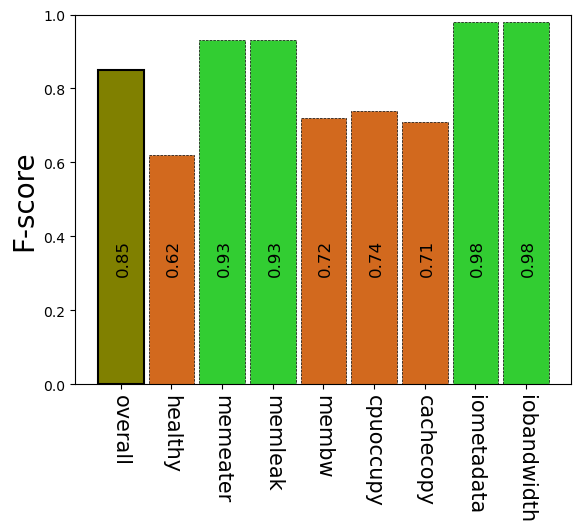 F-score
1.0
0.8
0.6
0.4
0.2
0.0
0.85
0.62
0.93
0.93
0.72
0.74
0.71
0.98
0.98
overall
healthy
memeater
memleak
membw
cpuoccupy
cachecopy
iometadata
iobandwidth